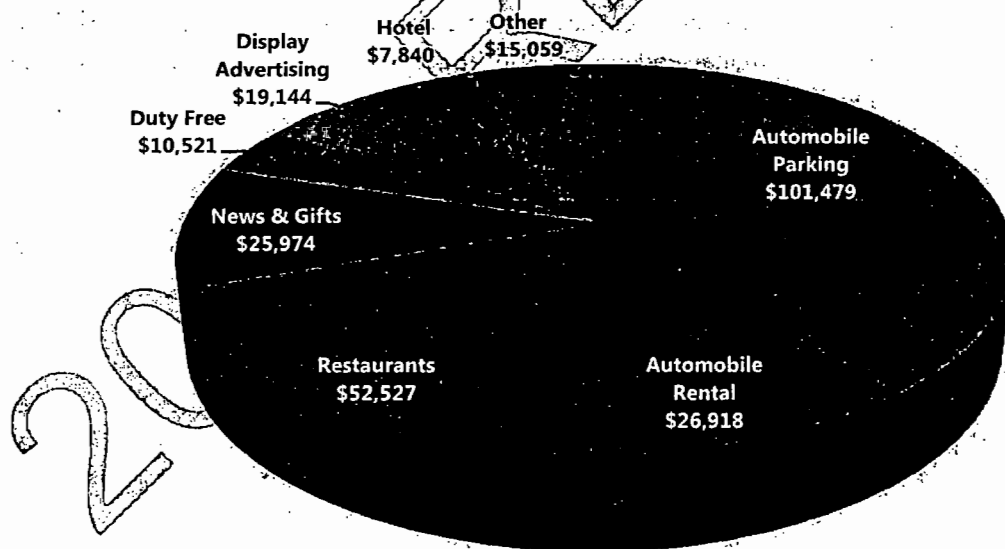 Hotel
$7,840
Other
$15,059
Display
Advertising
$19,144
Duty Free
$10,521
Automobile
Parking
$101,479
News & Gifts
$25,974
Restaurants
$52,527
Automobile
Rental
$26,918
20